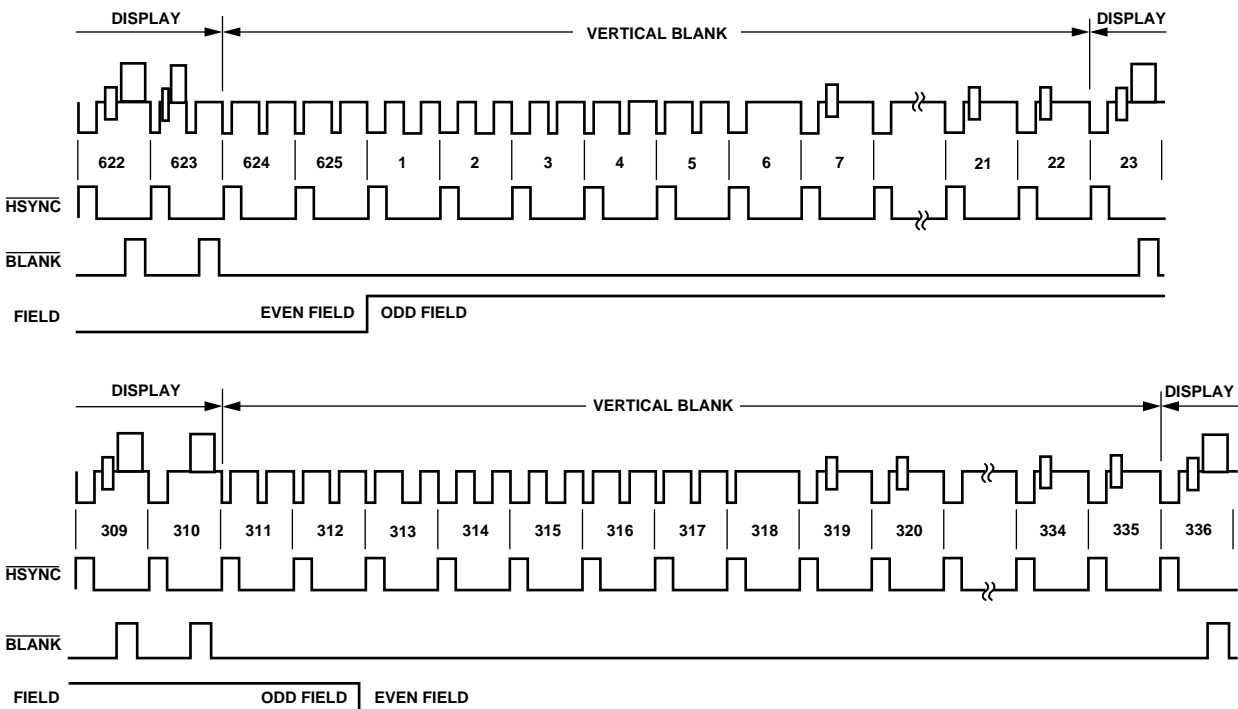 DISPLAY VERTICAL BLANK DISPLAY
622 623 624 625 1 2 3 4 5 6 7 21 22 23
HSYNC
BLANK
FIELD EVEN FIELD ODD FIELD
DISPLAY VERTICAL BLANK DISPLAY
309 310 311 312 313 314 315 316 317 318 319 320 334 335 336
HSYNC
BLANK
FIELD ODD FIELD EVEN FIELD